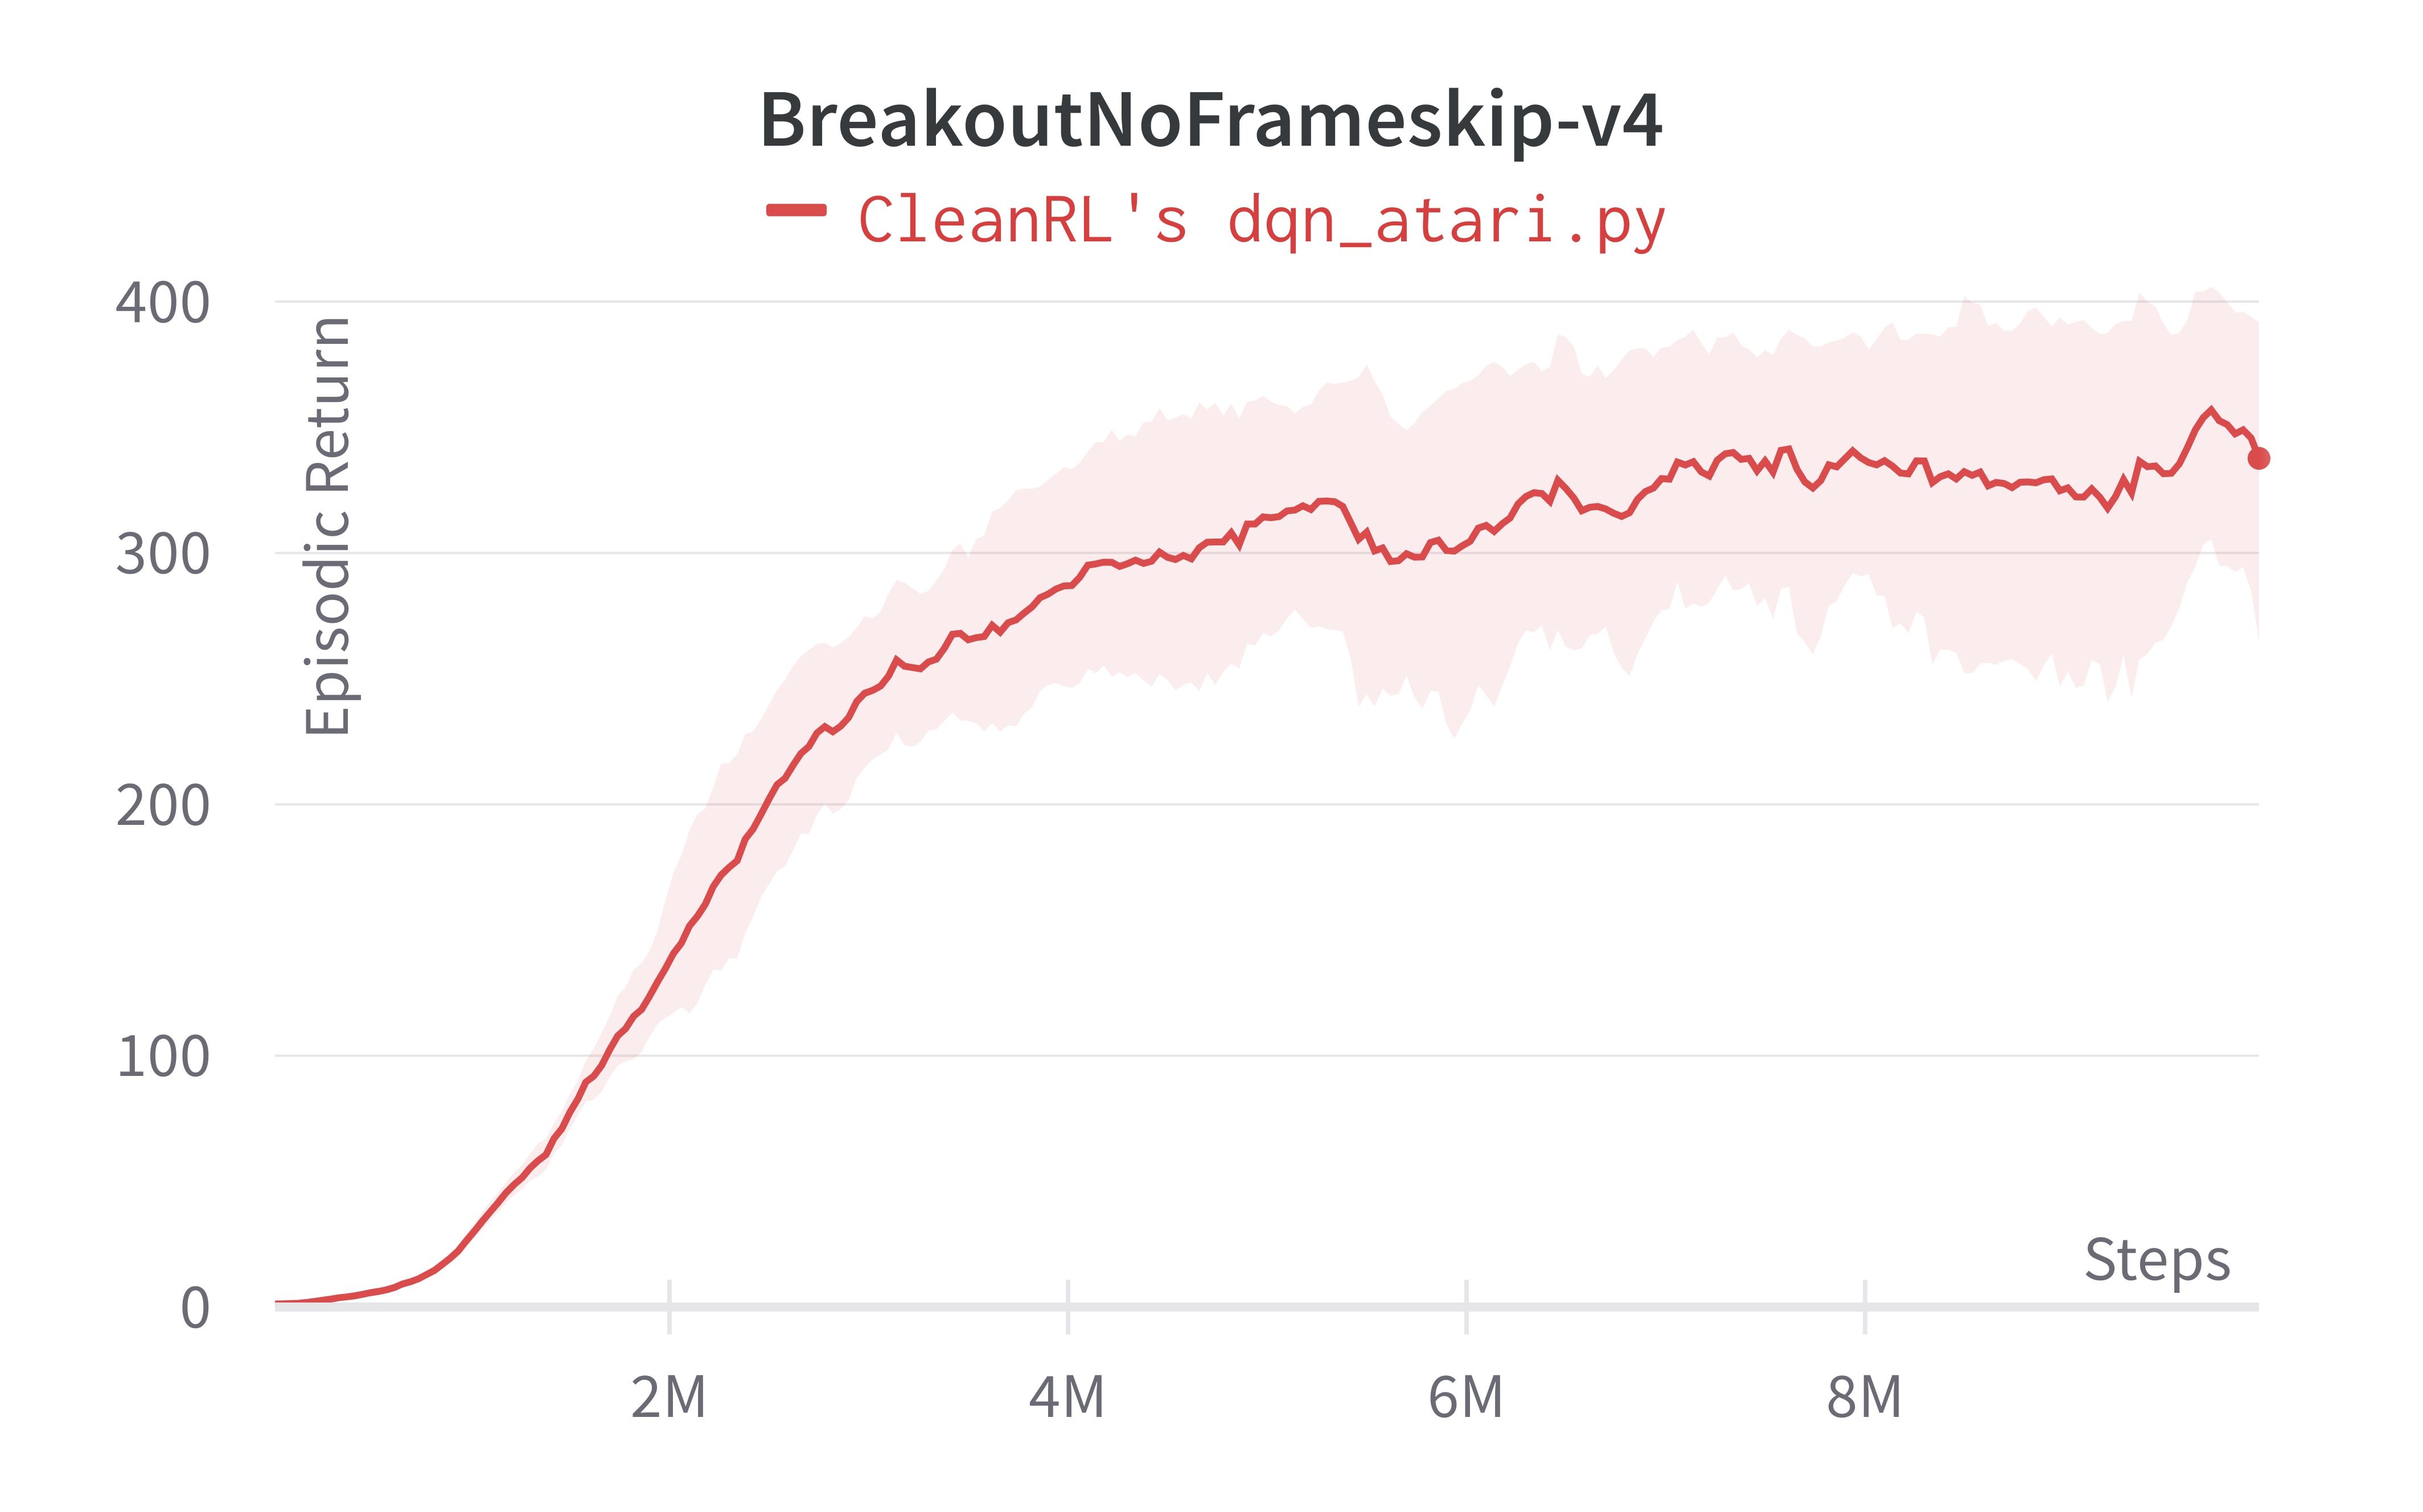 BreakoutNoFrameskip-v4
CleanRL's dqn_atari.py
400
300
200
100
0
Episodic Return
Steps
2M
4M
6M
8M